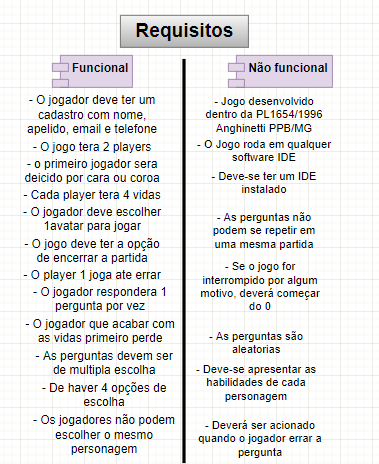 Requisitos
Funcional
- O jogador deve ter um
cadastro com nome,
apelido, email e telefone
- O jogo tera 2 players
- o primeiro jogador sera
deicido por cara ou coroa
- Cada player tera 4 vidas
- O jogador deve escolher
1avatar para jogar
- O jogo deve ter a opção
de encerrar a partida
- O player 1 joga ate errar
- O jogador respondera 1
pergunta por vez
- O jogador que acabar com
as vidas primeiro perde
- As perguntas devem ser
de multipla escolha
- De haver 4 opções de
escolha
- Os jogadores não podem
escolher o mesmo
personagem
Não funcional
- Jogo desenvolvido
dentro da PL1654/1996
Anghinetti PPB/MG
- O Jogo roda em qualquer
software IDE
- Deve-se ter um IDE
instalado
- As perguntas não
podem se repetir em
uma mesma partida
- Se o jogo for
interrompido por algum
motivo, deverá começar
do 0
- As perguntas são
aleatorias
- Deve-se apresentar as
habilidades de cada
personagem
- Deverá ser acionado
quando o jogador errar a
pergunta